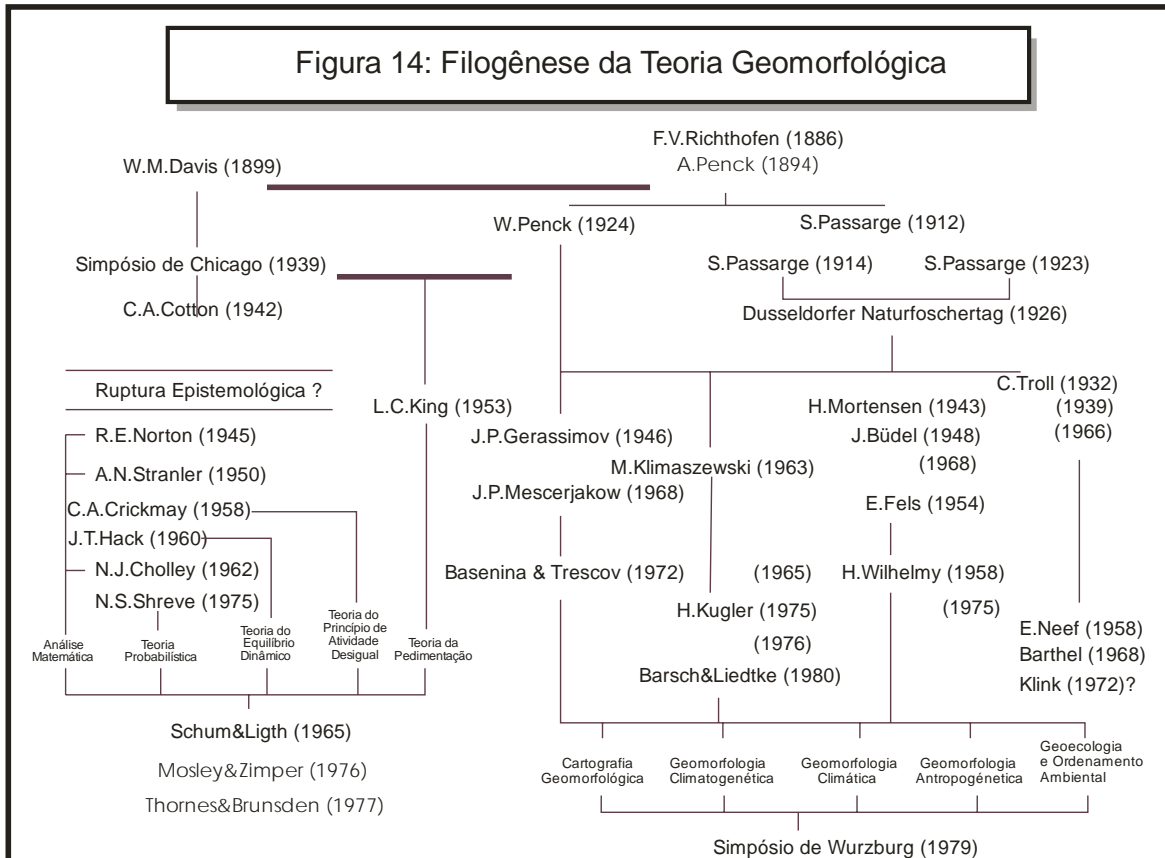 Figura 14: Filogênese da Teoria Geomorfológica
F.V.Richthofen (1886)
W.M.Davis (1899)
A.Penck (1894)
W.Penck (1924)
S.Passarge (1912)
Simpósio de Chicago (1939)
S.Passarge (1914)
S.Passarge (1923)
C.A.Cotton (1942)
Dusseldorfer Naturfoschertag (1926)
Ruptura Epistemológica ?
C.Troll (1932)
(1939)
(1966)
L.C.King (1953)
H.Mortensen (1943)
R.E.Norton (1945)
J.P.Gerassimov (1946)
J.Büdel (1948)
(1968)
A.N.Stranler (1950)
M.Klimaszewski (1963)
J.P.Mescerjakow (1968)
C.A.Crickmay (1958)
E.Fels (1954)
J.T.Hack (1960)
N.J.Cholley (1962)
Basenina & Trescov (1972)
(1965)
H.Wilhelmy (1958)
(1975)
N.S.Shreve (1975)
H.Kugler (1975)
(1976)
E.Neef (1958)
Barthel (1968)
Klink (1972)?
Barsch&Liedtke (1980)
Análise
Matemática
Teoria
Probabilística
Teoria do
Equilíbrio
Dinâmico
Teoria do
Princípio de
Atividade
Desigual
Teoria da
Pedimentação
Schum&Ligth (1965)
Mosley&Zimper (1976)
Thornes&Brunsden (1977)
Cartografia
Geomorfológica
Geomorfologia
Climatogenética
Geomorfologia
Climática
Geomorfologia
Antropogénetica
Geoecologia
e Ordenamento
Ambiental
Simpósio de Wurzburg (1979)